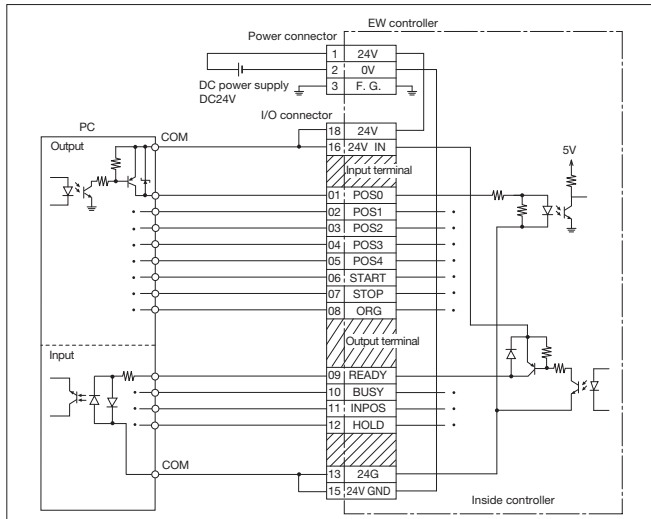 EW controller
Power connector
1 24V
2 0V
3 F. G.
DC power supply
DC24V
I/O connector
PC
COM
Output
18 24V
16 24V IN
5V
Input terminal
01 POS0
02 POS1
03 POS2
04 POS3
05 POS4
06 START
07 STOP
08 ORG
Output terminal
Input
09 READY
10 BUSY
11 INPOS
12 HOLD
COM
13 24G
15 24V GND
Inside controller